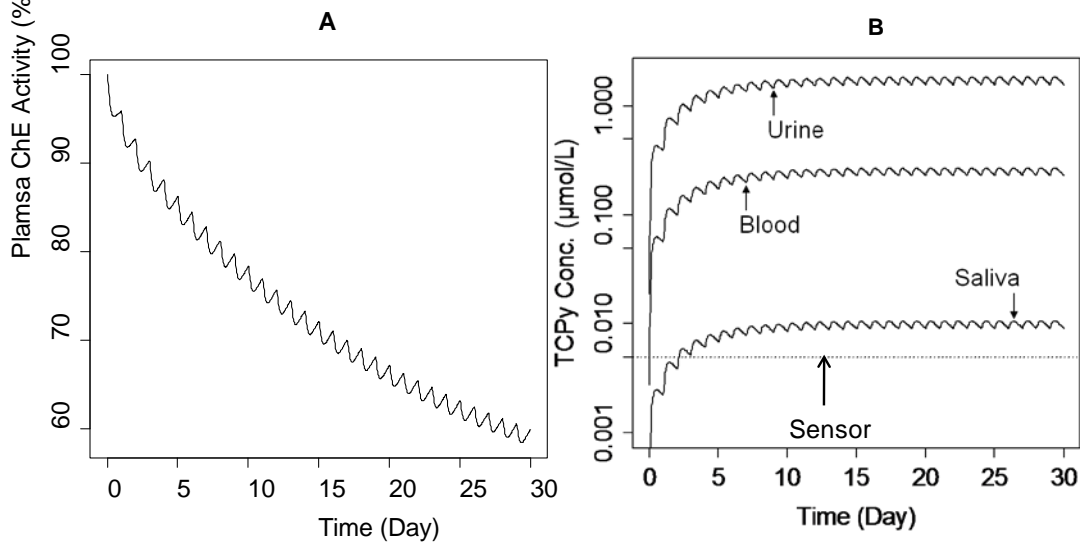 A
Plamsa ChE Activity (%
100
90
80
70
60
0 5 10 15 20 25 30
Time (Day)
B
TCPy Conc. (μmol/L)
1.000
0.100
0.010
0.001
Urine
Blood
Saliva
Sensor
0 5 10 15 20 25 30
Time (Day)